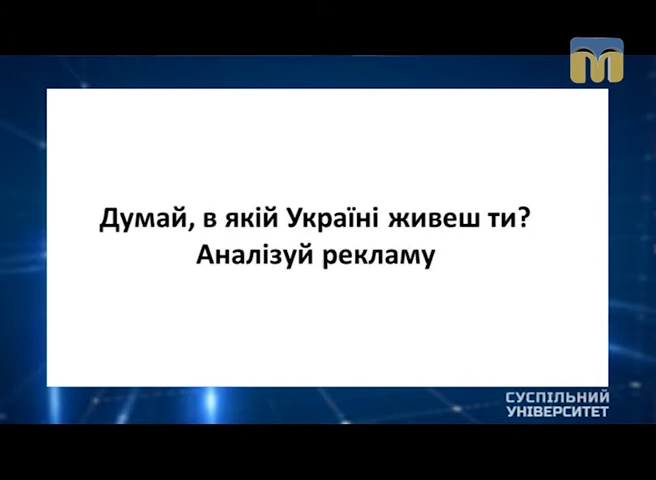 Думай, в якій Україні живеш ти?
Аналізуй рекламу
СУСПІЛЬНИЙ
УНІВЕРСИТЕТ